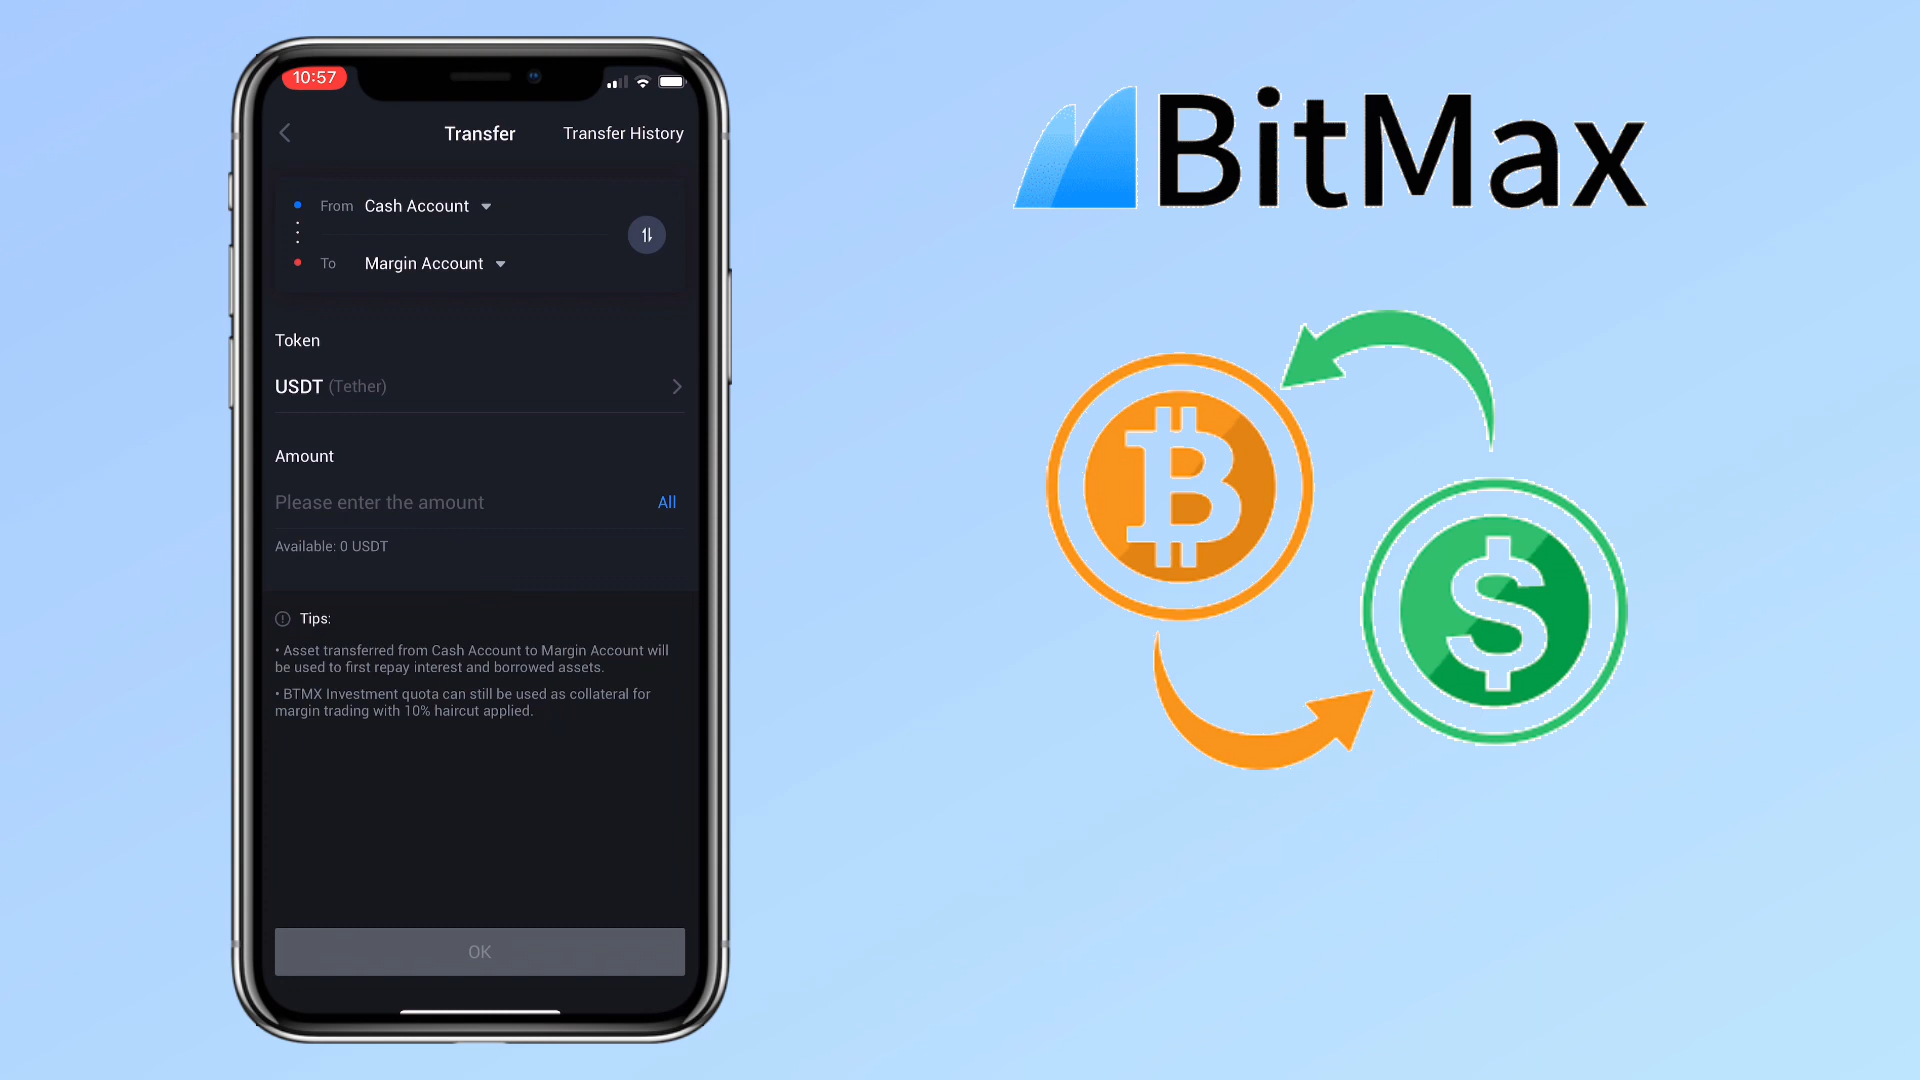 10:57
Transfer
Transfer History
From Cash Account
To Margin Account
Token
USDT (Tether)
Amount
Please enter the amount
All
Available: 0 USDT
Tips:
• Asset transferred from Cash Account to Margin Account will
be used to first repay interest and borrowed assets.
• BTMX Investment quota can still be used as collateral for
margin trading with 10% haircut applied.
OK
BitMax